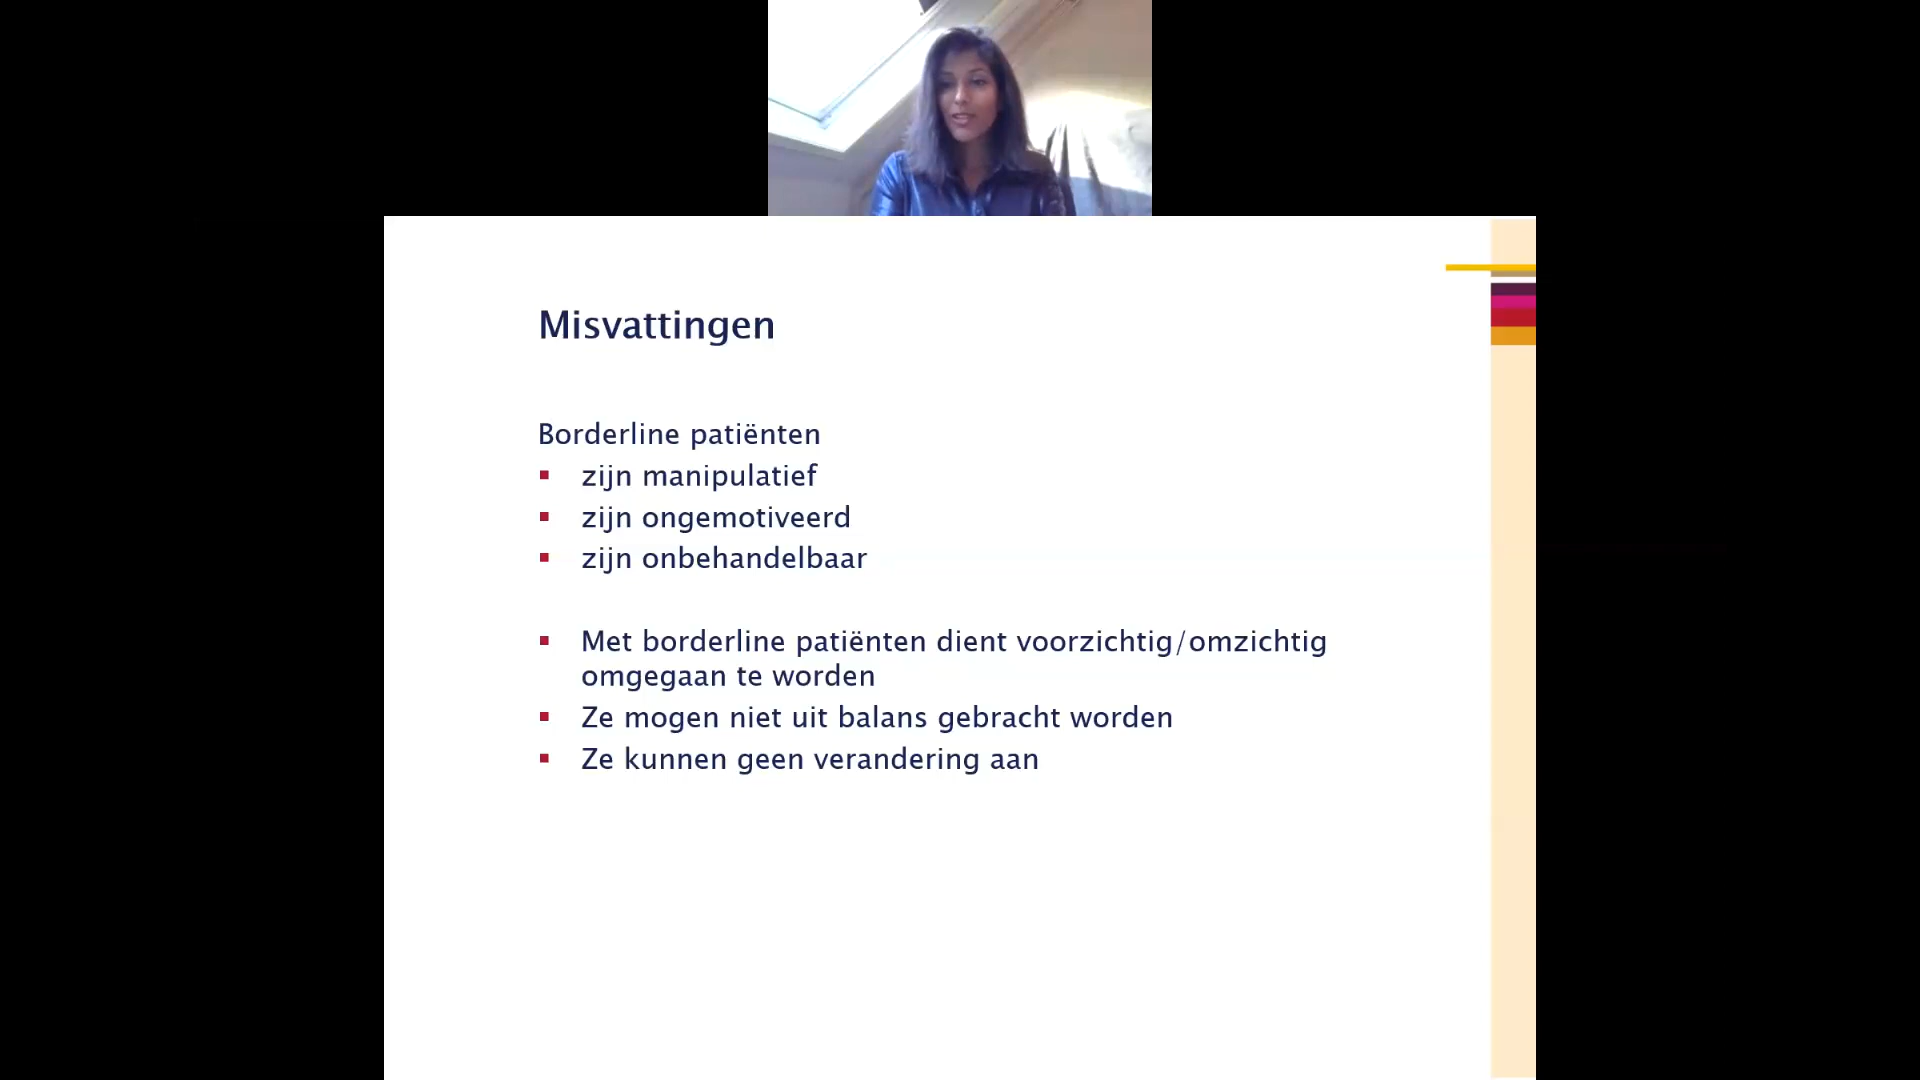 Misvattingen
Borderline patiënten
▪ zijn manipulatief
▪ zijn ongemotiveerd
▪ zijn onbehandelbaar
▪ Met borderline patiënten dient voorzichtig/omzichtig
omgegaan te worden
▪ Ze mogen niet uit balans gebracht worden
▪ Ze kunnen geen verandering aan